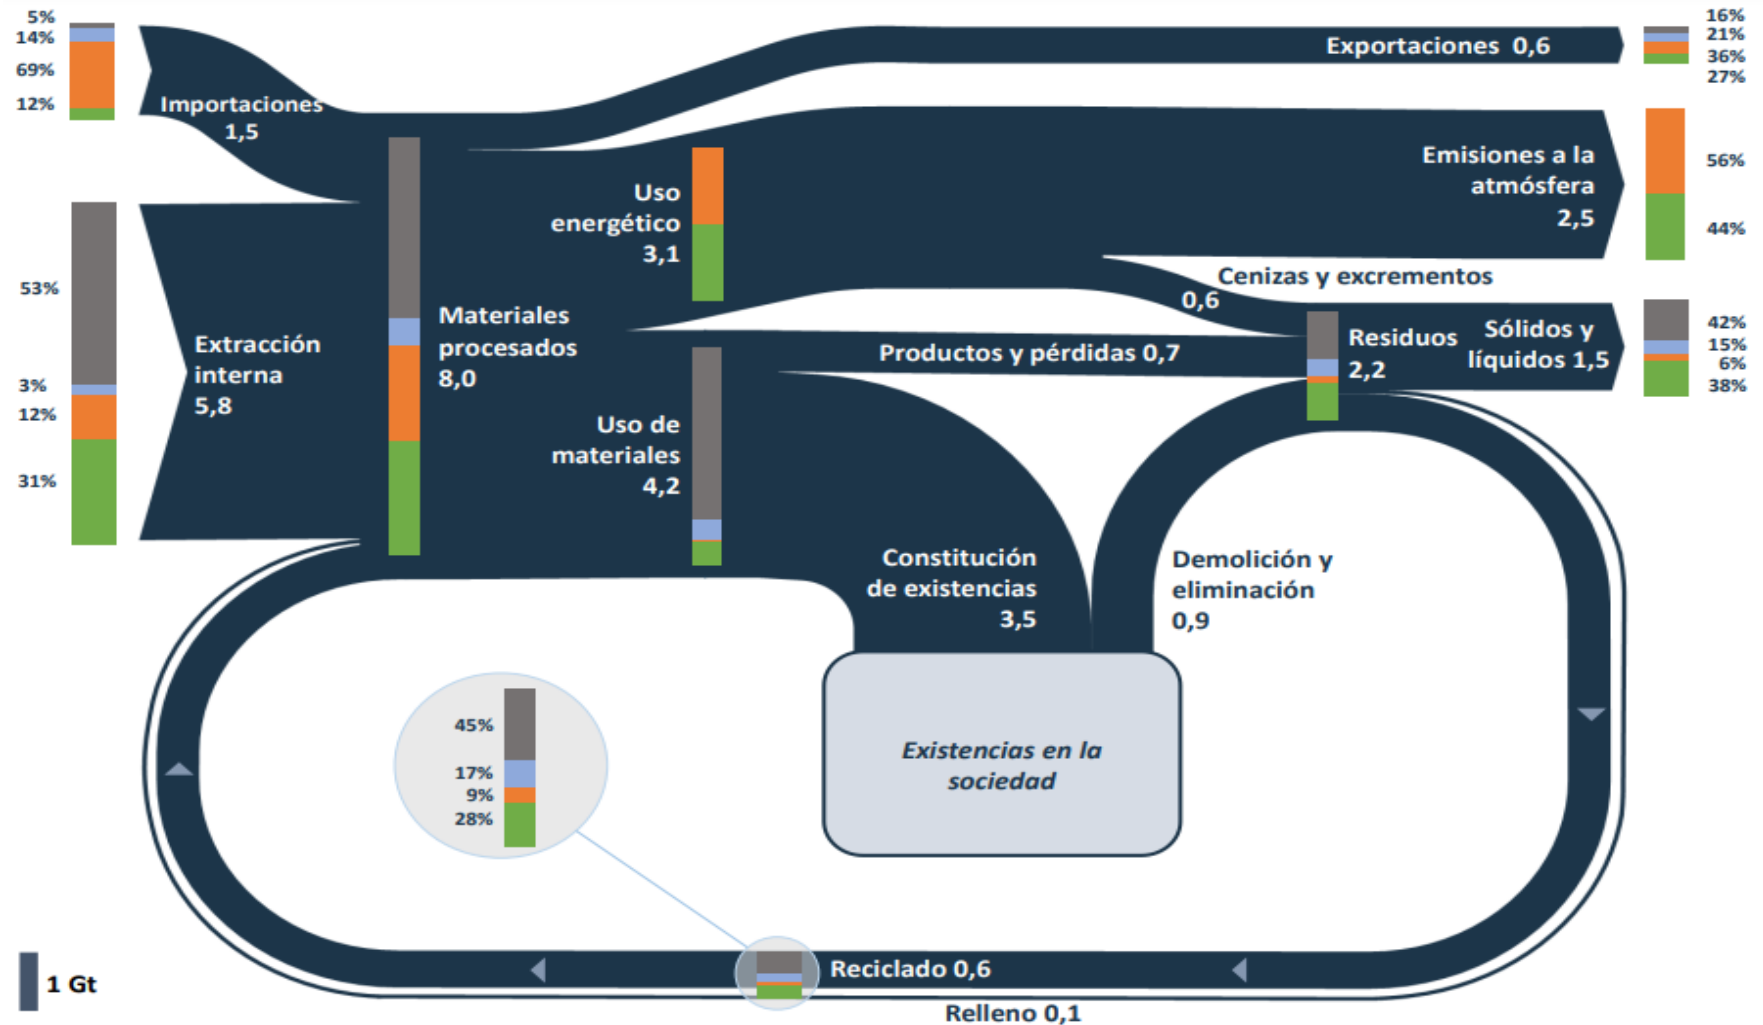 5%
14%
69%
12%
Importaciones
1,5
53%
3%
12%
31%
Extracción
interna
5,8
Materiales
procesados
8,0
Uso
energético
3,1
Uso de
materiales
4,2
Exportaciones 0,6
16%
21%
36%
27%
Emisiones a la
atmósfera
2,5
56%
44%
Cenizas y excrementos
0,6
Productos y pérdidas 0,7
Residuos
2,2
Sólidos y
líquidos 1,5
42%
15%
6%
38%
Constitución
de existencias
3,5
Demolición y
eliminación
0,9
Existencias en la
sociedad
45%
17%
9%
28%
Reciclado 0,6
Relleno 0,1
1 Gt